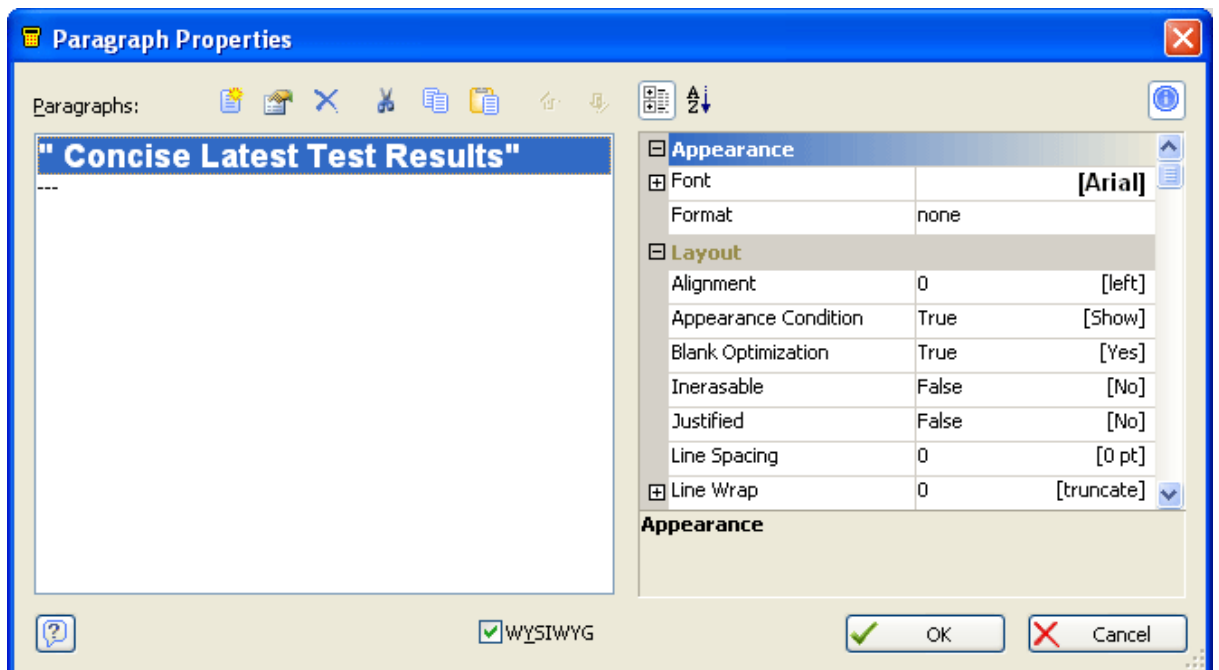 Paragraph Properties
Paragraphs:
" Concise Latest Test Results"
---
Appearance
Font [Arial]
Format none
Layout
Alignment 0 [left]
Appearance Condition True [Show]
Blank Optimization True [Yes]
Inerasable False [No]
Justified False [No]
Line Spacing 0 [0 pt]
Line Wrap 0 [truncate]
Appearance
WYSIWYG
OK
Cancel